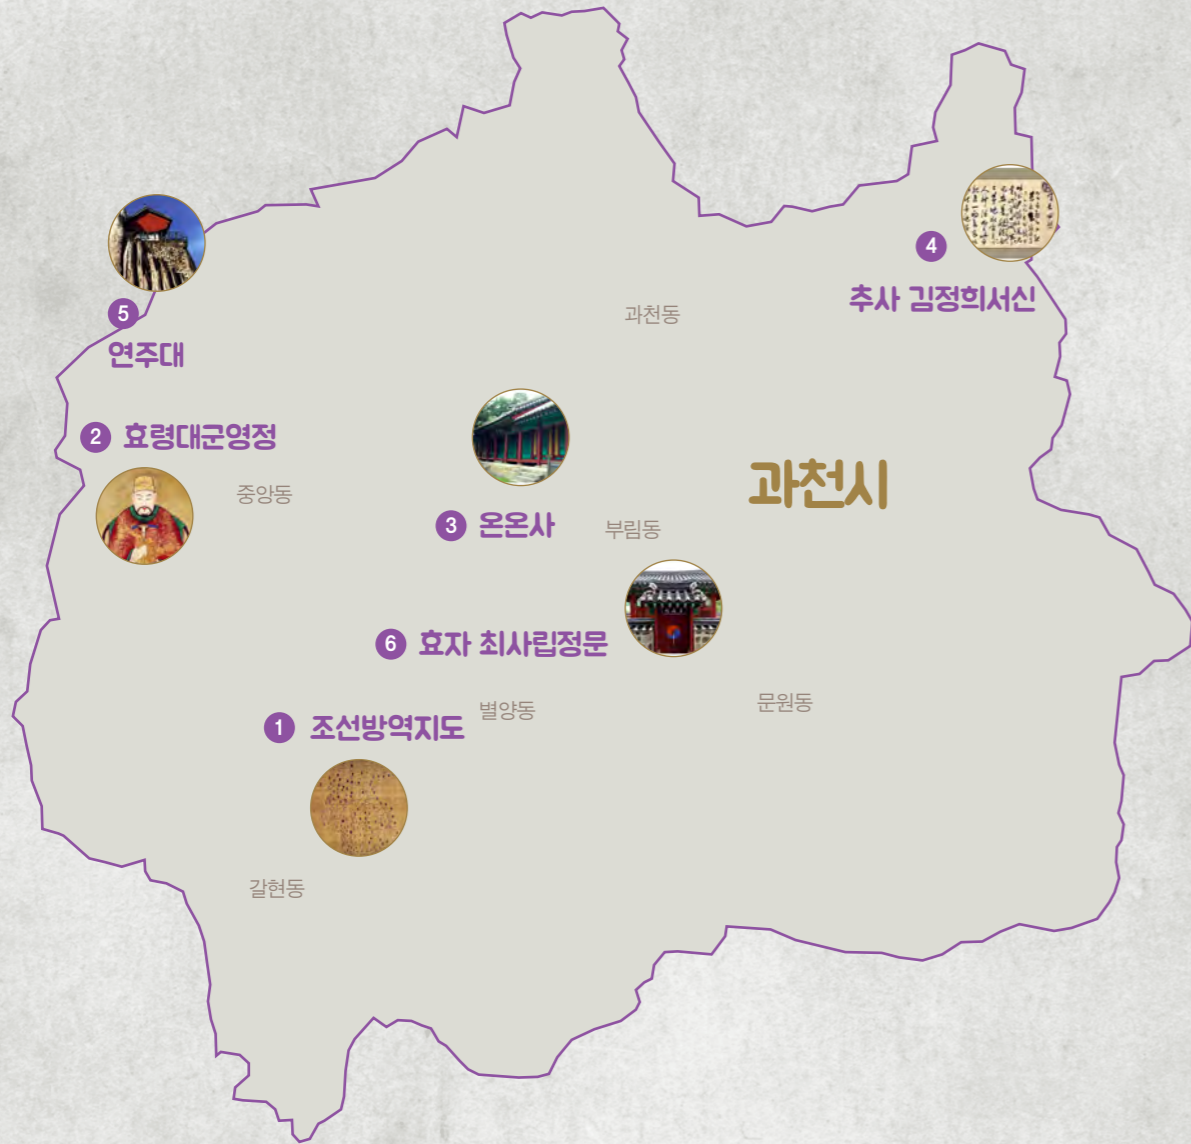 4
추사 김정희서신
5
과천동
연주대
2 효령대군영정
과천시
중앙동
3 온온사
부림동
6 효자 최사립정문
문원동
별양동
1 조선방역지도
갈현동